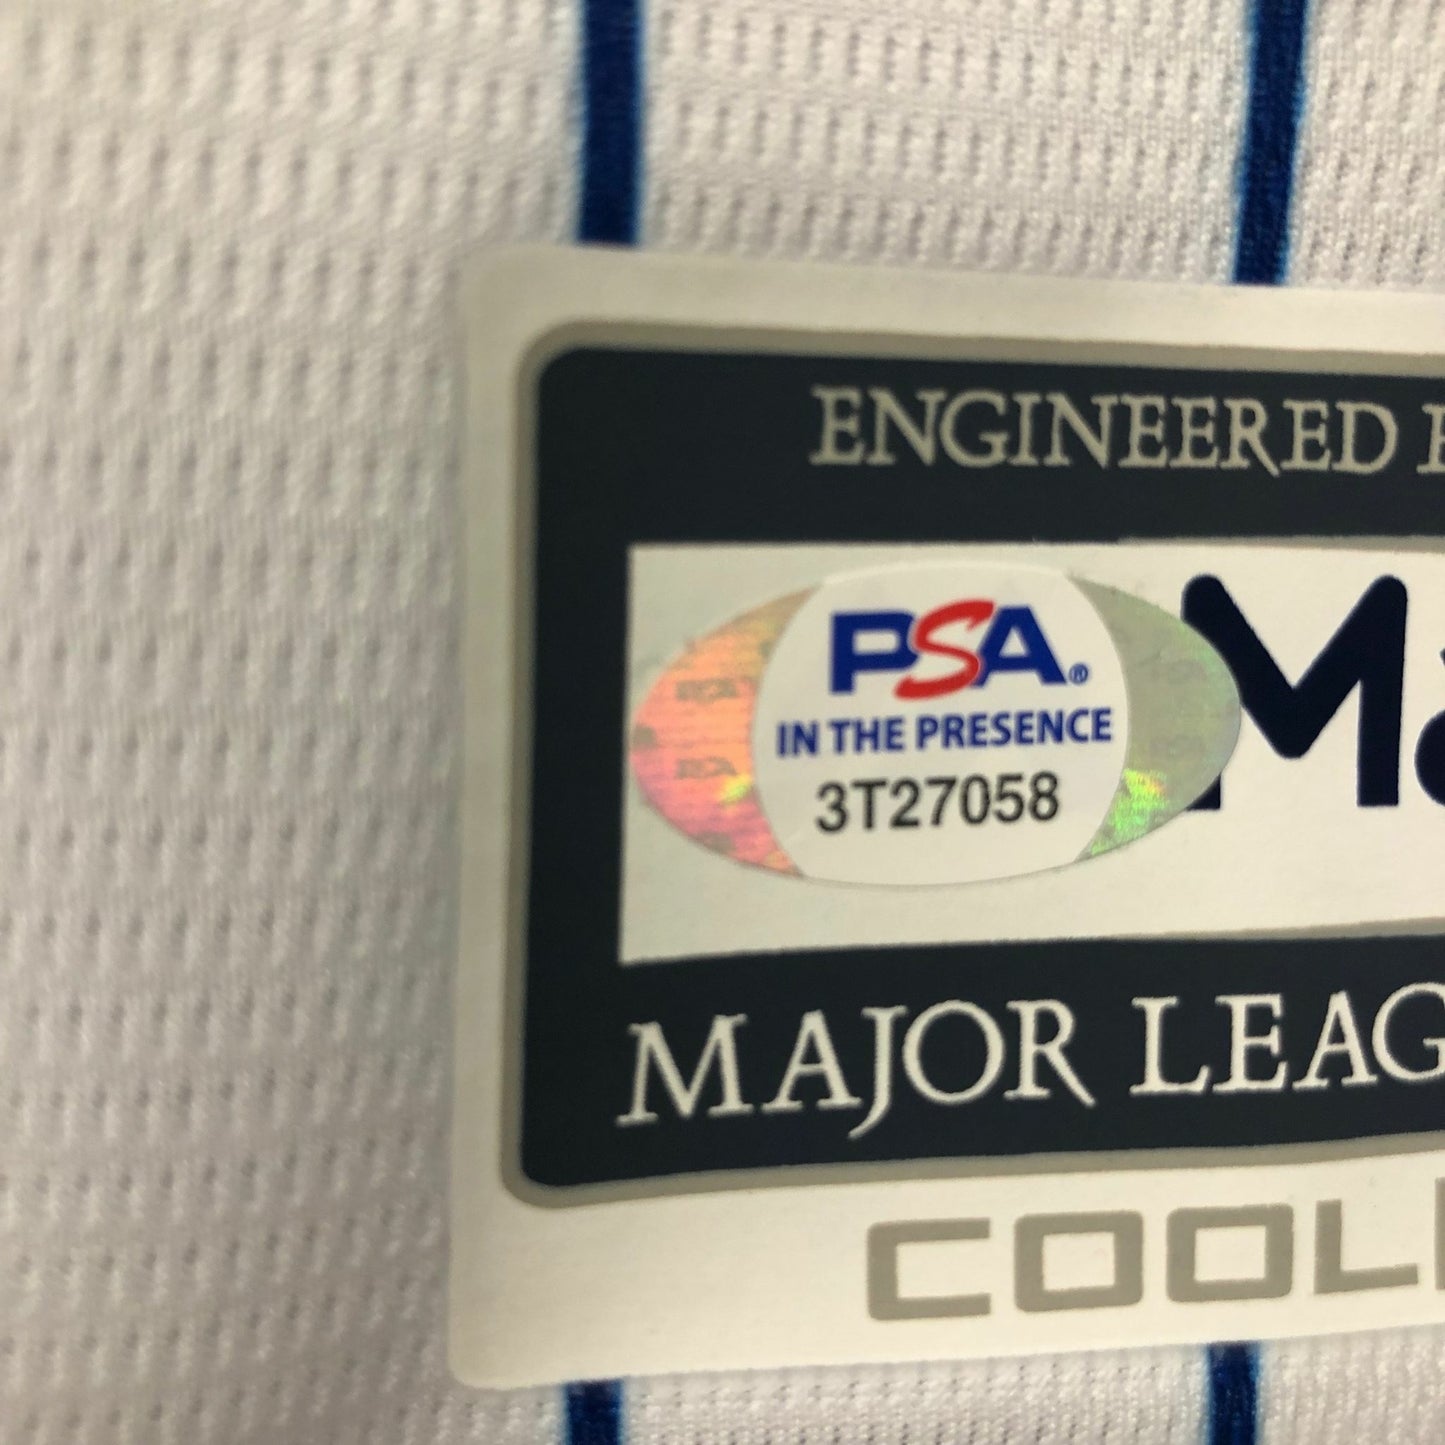 ENGINEERED
PSA®
IN THE PRESENCE
3T27058
MAJOR LEAG
COOL